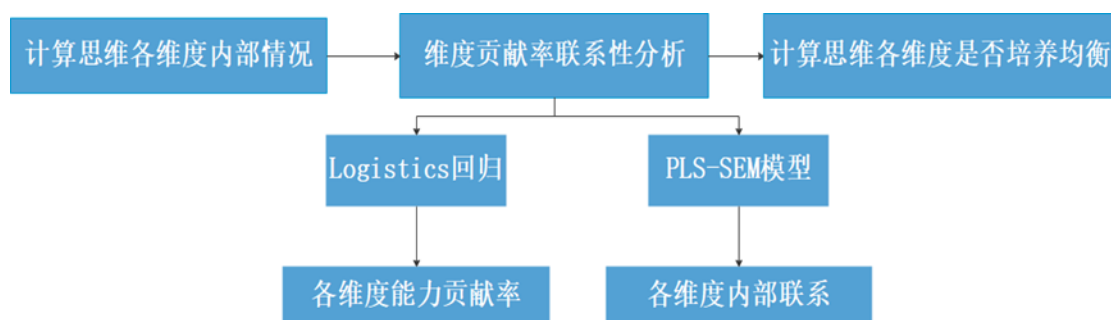 计算思维各维度内部情况
维度贡献率联系性分析
计算思维各维度是否培养均衡
Logistics回归
PLS-SEM模型
各维度能力贡献率
各维度内部联系